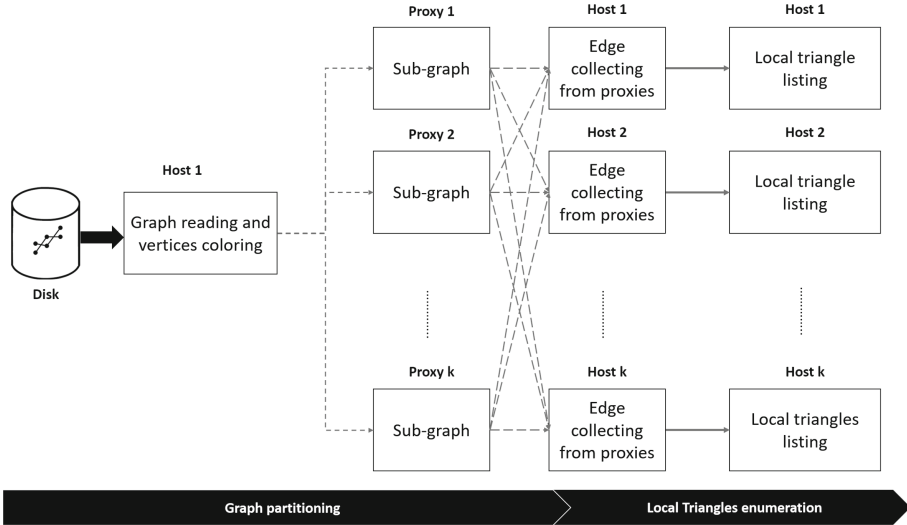 Proxy 1
Host 1
Host 1
Sub-graph
Edge
collecting
from proxies
Local triangle
listing
Proxy 2
Host 2
Host 2
Sub-graph
Edge
collecting
from proxies
Local triangle
listing
Host 1
Graph reading and
vertices coloring
Disk
Proxy k
Host k
Host k
Sub-graph
Edge
collecting
from proxies
Local triangles
listing
Graph partitioning
Local Triangles enumeration